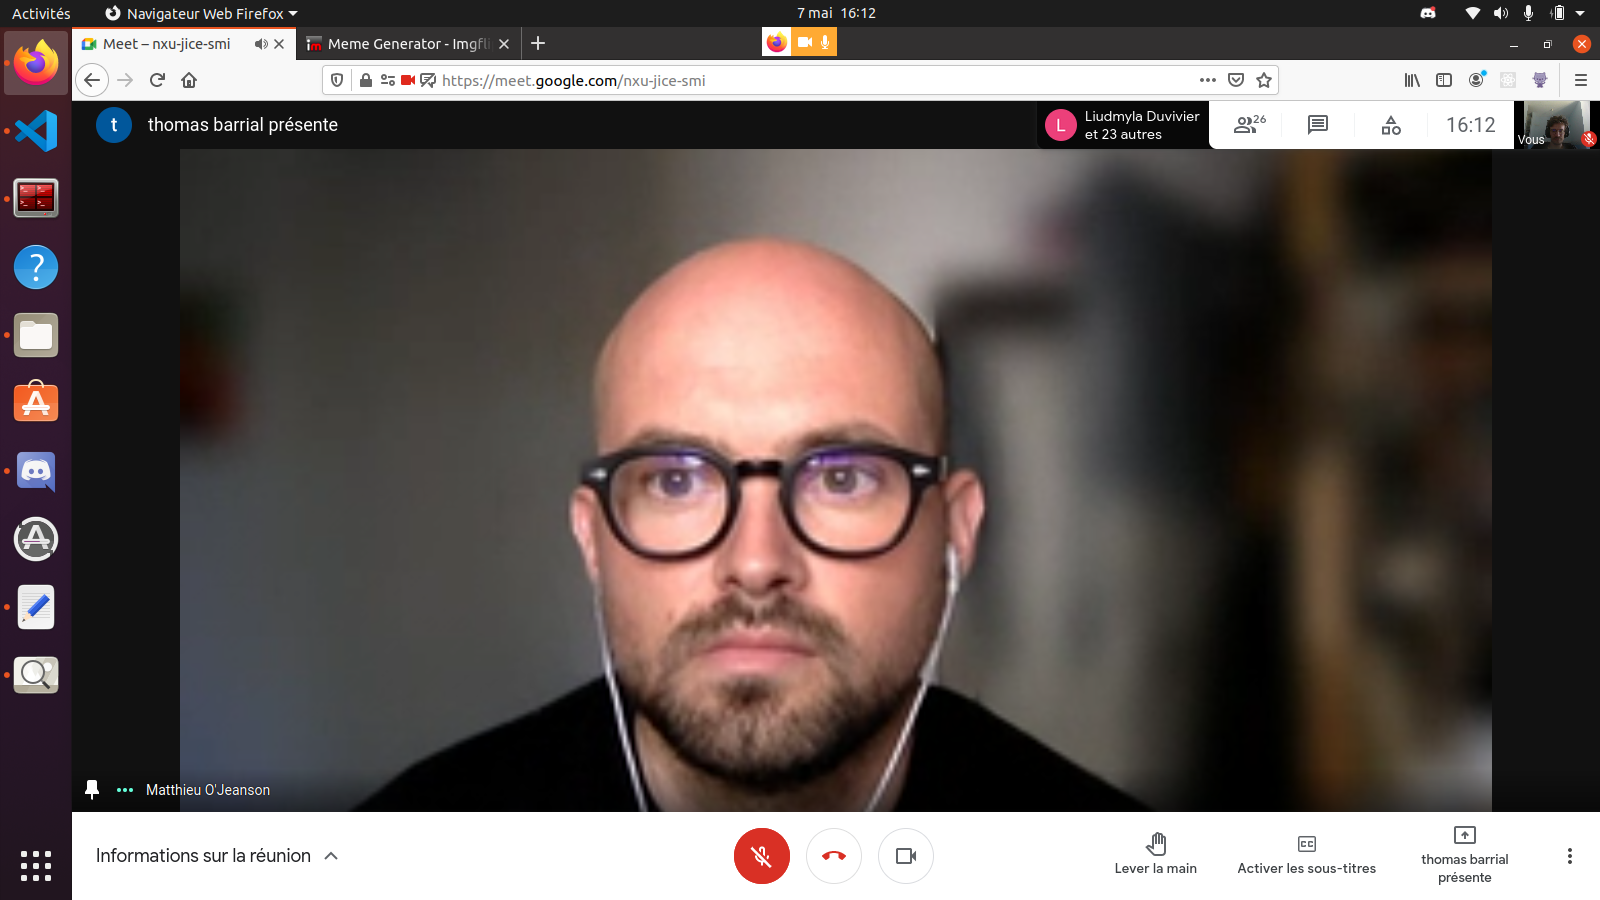 Activités
Navigateur Web Firefox
7 mai 16:12
Meet – nxu-jice-smi
Meme Generator - Imgfli
https://meet.google.com/nxu-jice-smi
t
thomas barrial présente
L
Liudmyla Duvivier
et 23 autres
26
16:12
Vous
Matthieu O'Jeanson
Informations sur la réunion
Lever la main
CC
Activer les sous-titres
thomas barrial
présente